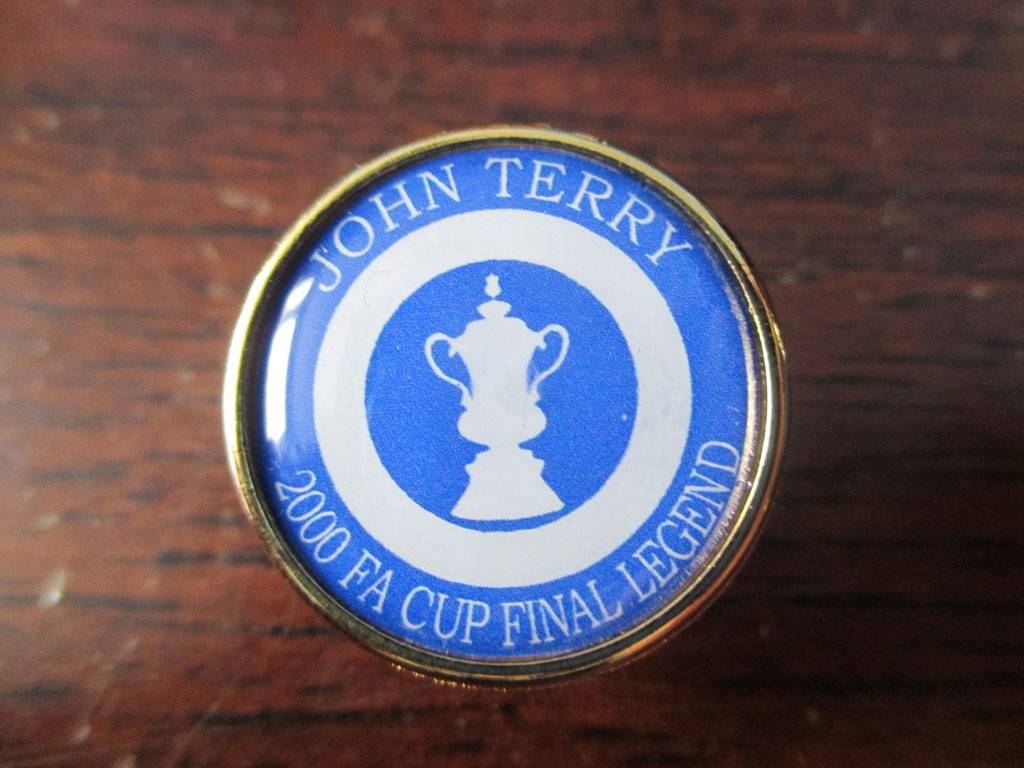 JOHN TERRY
2000 FA CUP FINAL LEGEND